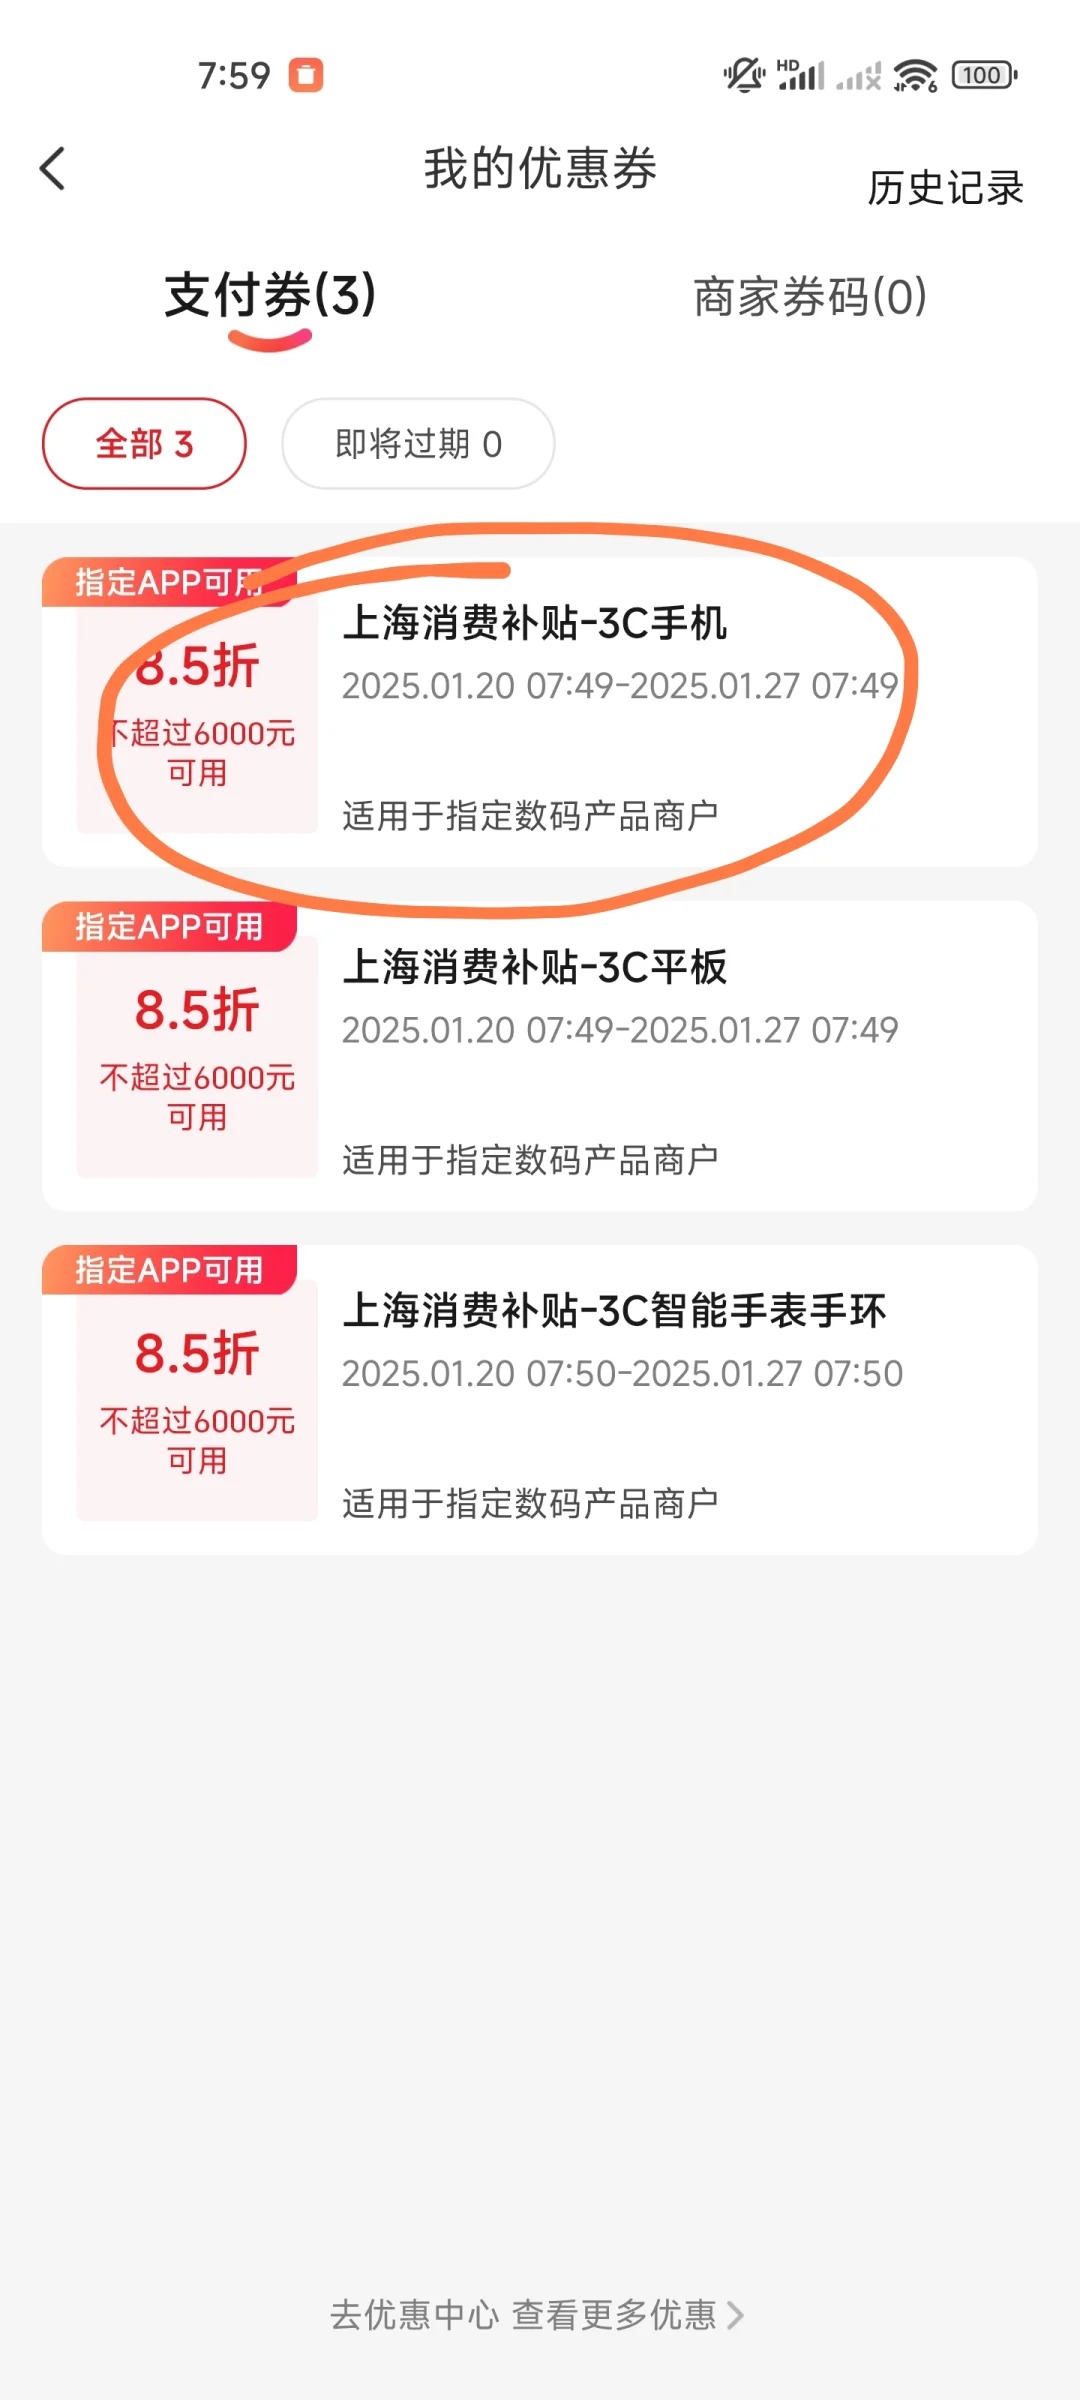 7:59
HD
6
100
我的优惠券
历史记录
支付券(3)
商家券码(0)
全部 3
即将过期 0
指定APP可用
8.5折
不超过6000元
可用
上海消费补贴-3C手机
2025.01.20 07:49-2025.01.27 07:49
适用于指定数码产品商户
指定APP可用
8.5折
不超过6000元
可用
上海消费补贴-3C平板
2025.01.20 07:49-2025.01.27 07:49
适用于指定数码产品商户
指定APP可用
8.5折
不超过6000元
可用
上海消费补贴-3C智能手表手环
2025.01.20 07:50-2025.01.27 07:50
适用于指定数码产品商户
去优惠中心 查看更多优惠